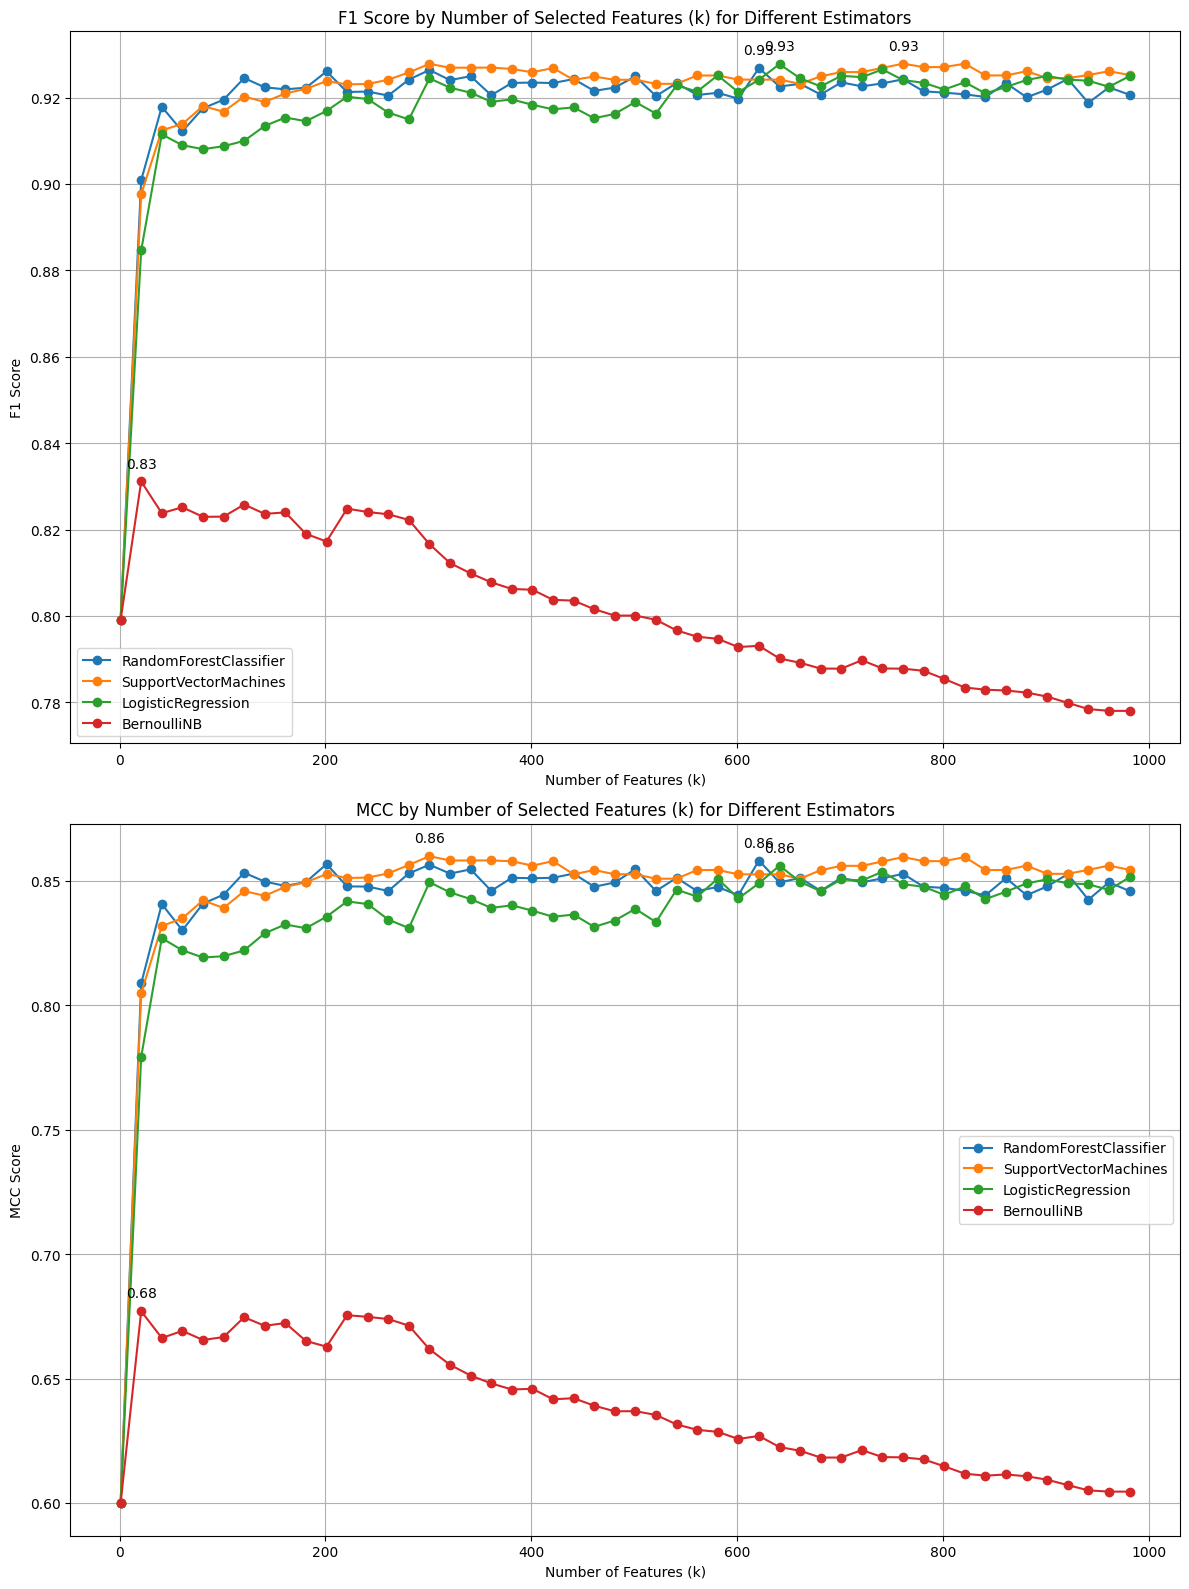 F1 Score by Number of Selected Features (k) for Different Estimators
0.93
0.93
0.93
0.92
0.90
0.88
0.86
0.84
0.82
0.80
0.78
F1 Score
0.83
RandomForestClassifier
SupportVectorMachines
LogisticRegression
BernoulliNB
0 200 400 600 800 1000
Number of Features (k)
MCC by Number of Selected Features (k) for Different Estimators
0.86
0.86
0.86
0.85
0.80
0.75
0.70
0.65
0.60
MCC Score
0.68
RandomForestClassifier
SupportVectorMachines
LogisticRegression
BernoulliNB
0 200 400 600 800 1000
Number of Features (k)